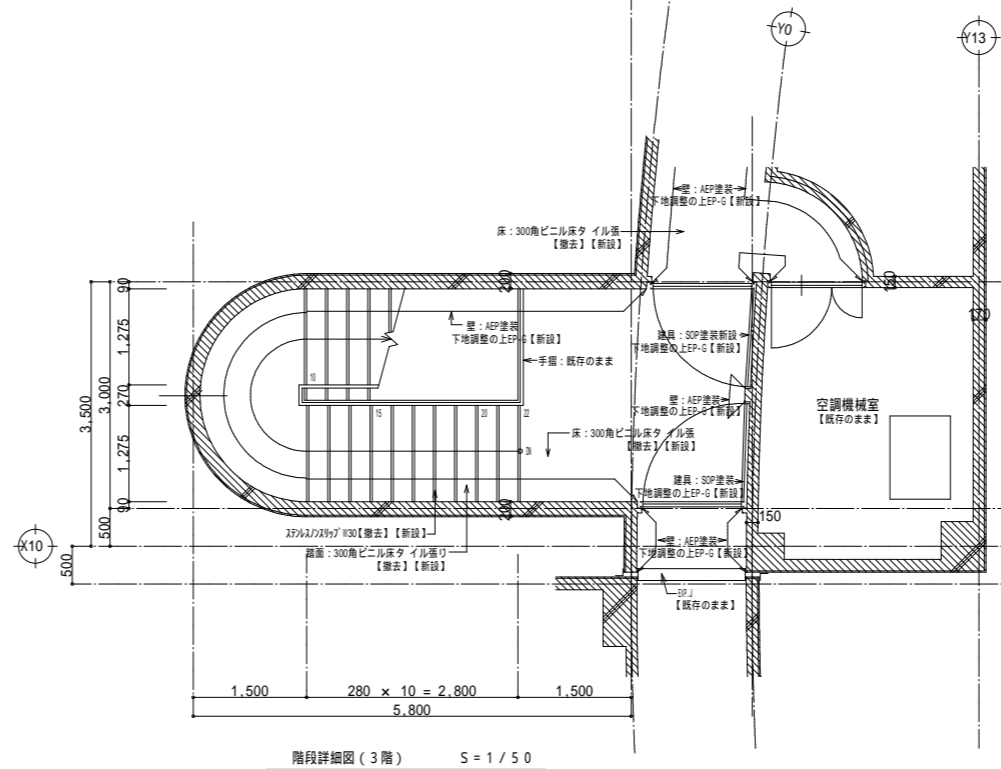 Y0
Y13
壁：AEP塗装
下地調整の上EP-G【新設】
床：300角ビニル床タイル張
【撤去】【新設】
200
150
170
90
1,275
270
1,275
90
3,000
3,500
500
500
X10
壁：AEP塗装
下地調整の上EP-G【新設】
手摺：既存のまま
建具：SOP塗装新設
下地調整の上EP-G【新設】
10
15
20
22
DN
壁：AEP塗装
下地調整の上EP-G【新設】
空調機械室
【既存のまま】
床：300角ビニル床タイル張
【撤去】【新設】
建具：SOP塗装
下地調整の上EP-G【新設】
200
150
ステンレスノンスリップ W30【撤去】【新設】
踏面：300角ビニル床タイル張り
【撤去】【新設】
壁：AEP塗装
下地調整の上EP-G【新設】
EXP.J
【既存のまま】
1,500
280 × 10 = 2,800
1,500
5,800
階段詳細図（3階） S=1/50